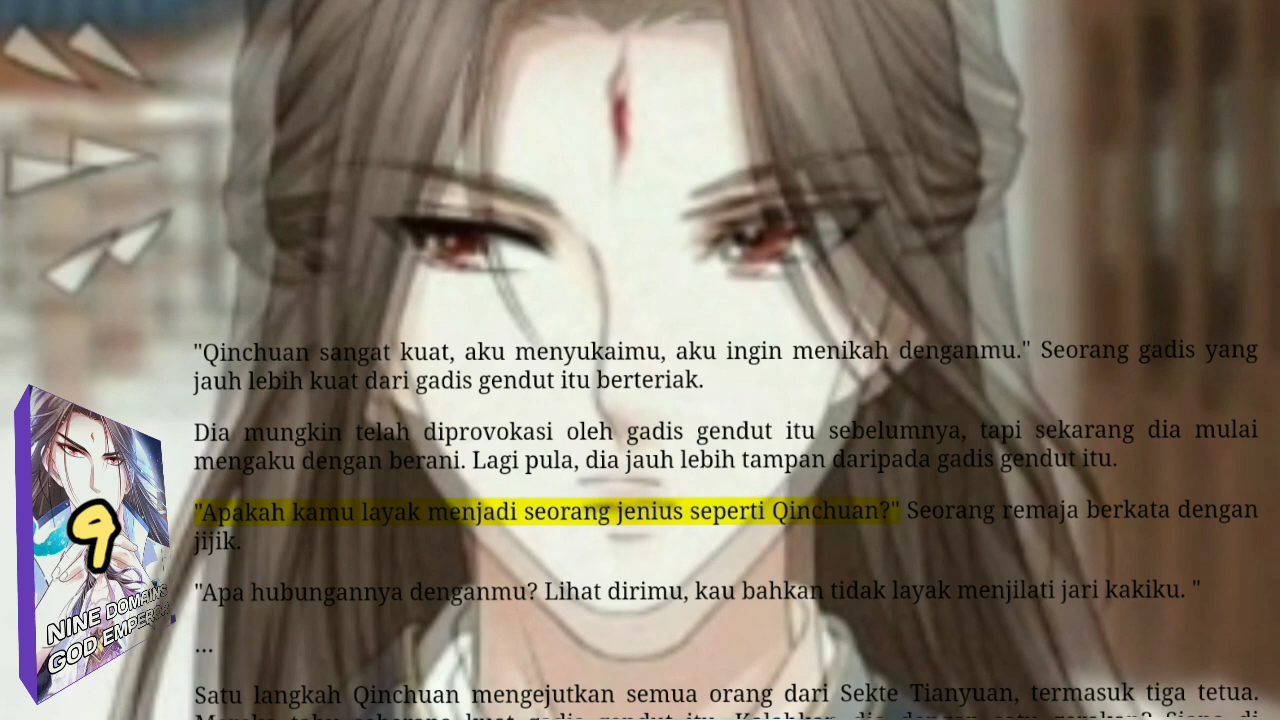 "Qinchuan sangat kuat, aku menyukaimu, aku ingin menikah denganmu." Seorang gadis yang
jauh lebih kuat dari gadis gendut itu berteriak.
Dia mungkin telah diprovokasi oleh gadis gendut itu sebelumnya, tapi sekarang dia mulai
mengaku dengan berani. Lagi pula, dia jauh lebih tampan daripada gadis gendut itu.
"Apakah kamu layak menjadi seorang jenius seperti Qinchuan?" Seorang remaja berkata dengan
jijik.
"Apa hubungannya denganmu? Lihat dirimu, kau bahkan tidak layak menjilati jari kakiku. "
...
Satu langkah Qinchuan mengejutkan semua orang dari Sekte Tianyuan, termasuk tiga tetua.
9
NINE DOMAINS
GOD EMPEROR